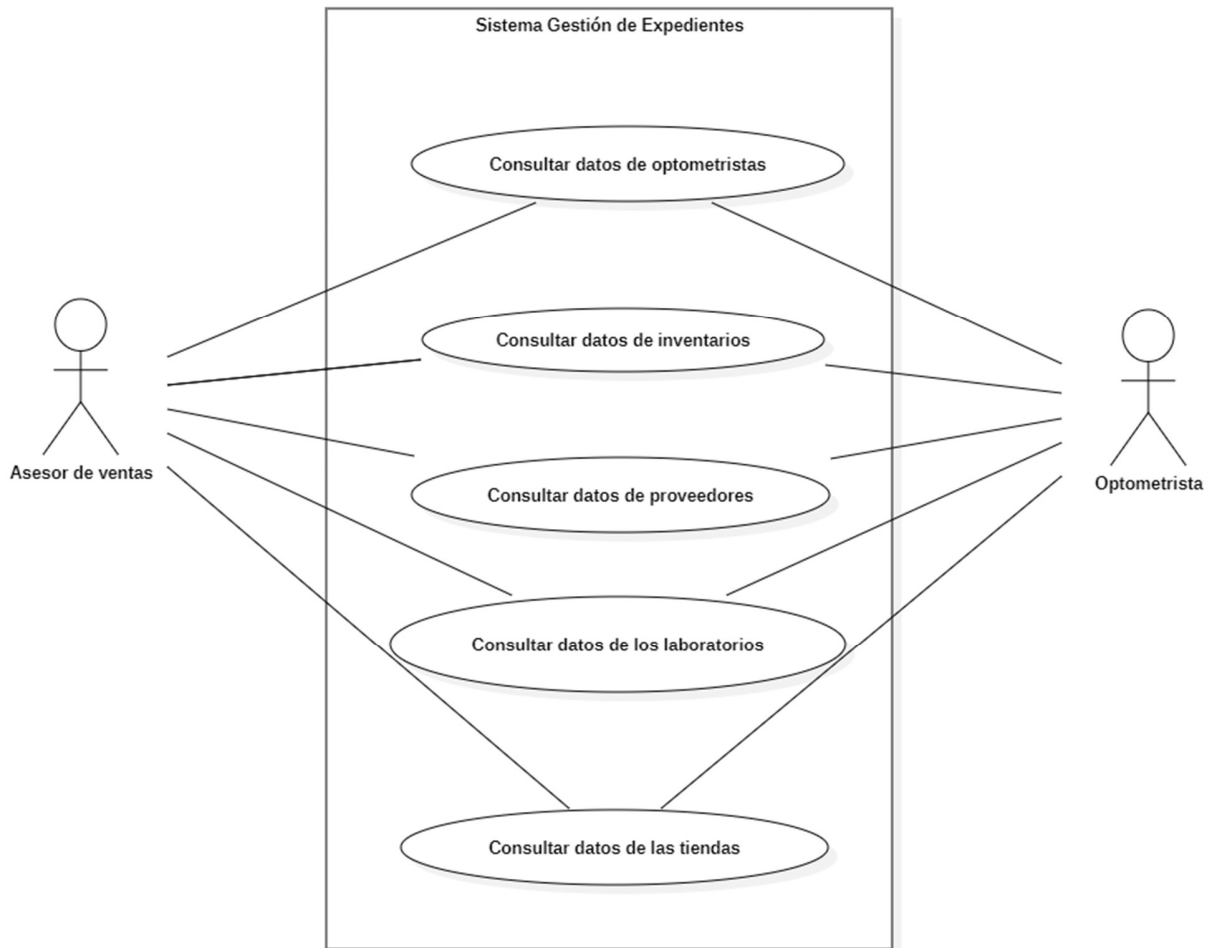 Sistema Gestión de Expedientes
Consultar datos de optometristas
Consultar datos de inventarios
Asesor de ventas
Consultar datos de proveedores
Optometrista
Consultar datos de los laboratorios
Consultar datos de las tiendas